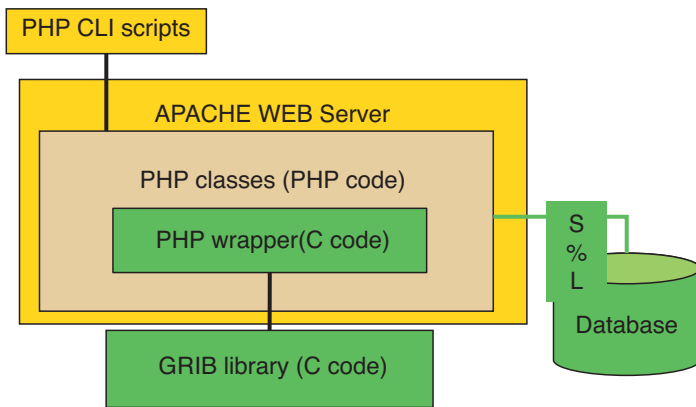 PHP CLI scripts
APACHE WEB Server
PHP classes (PHP code)
PHP wrapper(C code)
GRIB library (C code)
S
%
L
Database